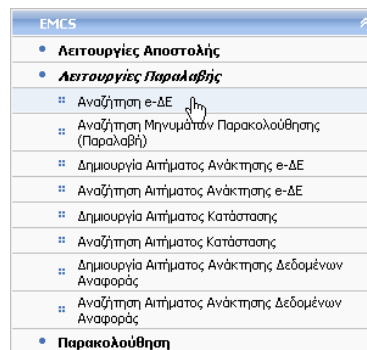 EMCS
Λειτουργίες Αποστολής
Λειτουργίες Παραλαβής
Αναζήτηση e-ΔΕ
Αναζήτηση Μηνυμάτων Παρακολούθησης
(Παραλαβή)
Δημιουργία Αιτήματος Ανάκτησης e-ΔΕ
Αναζήτηση Αιτήματος Ανάκτησης e-ΔΕ
Δημιουργία Αιτήματος Κατάστασης
Αναζήτηση Αιτήματος Κατάστασης
Δημιουργία Αιτήματος Ανάκτησης Δεδομένων
Αναφοράς
Αναζήτηση Αιτήματος Ανάκτησης Δεδομένων
Αναφοράς
Παρακολούθηση